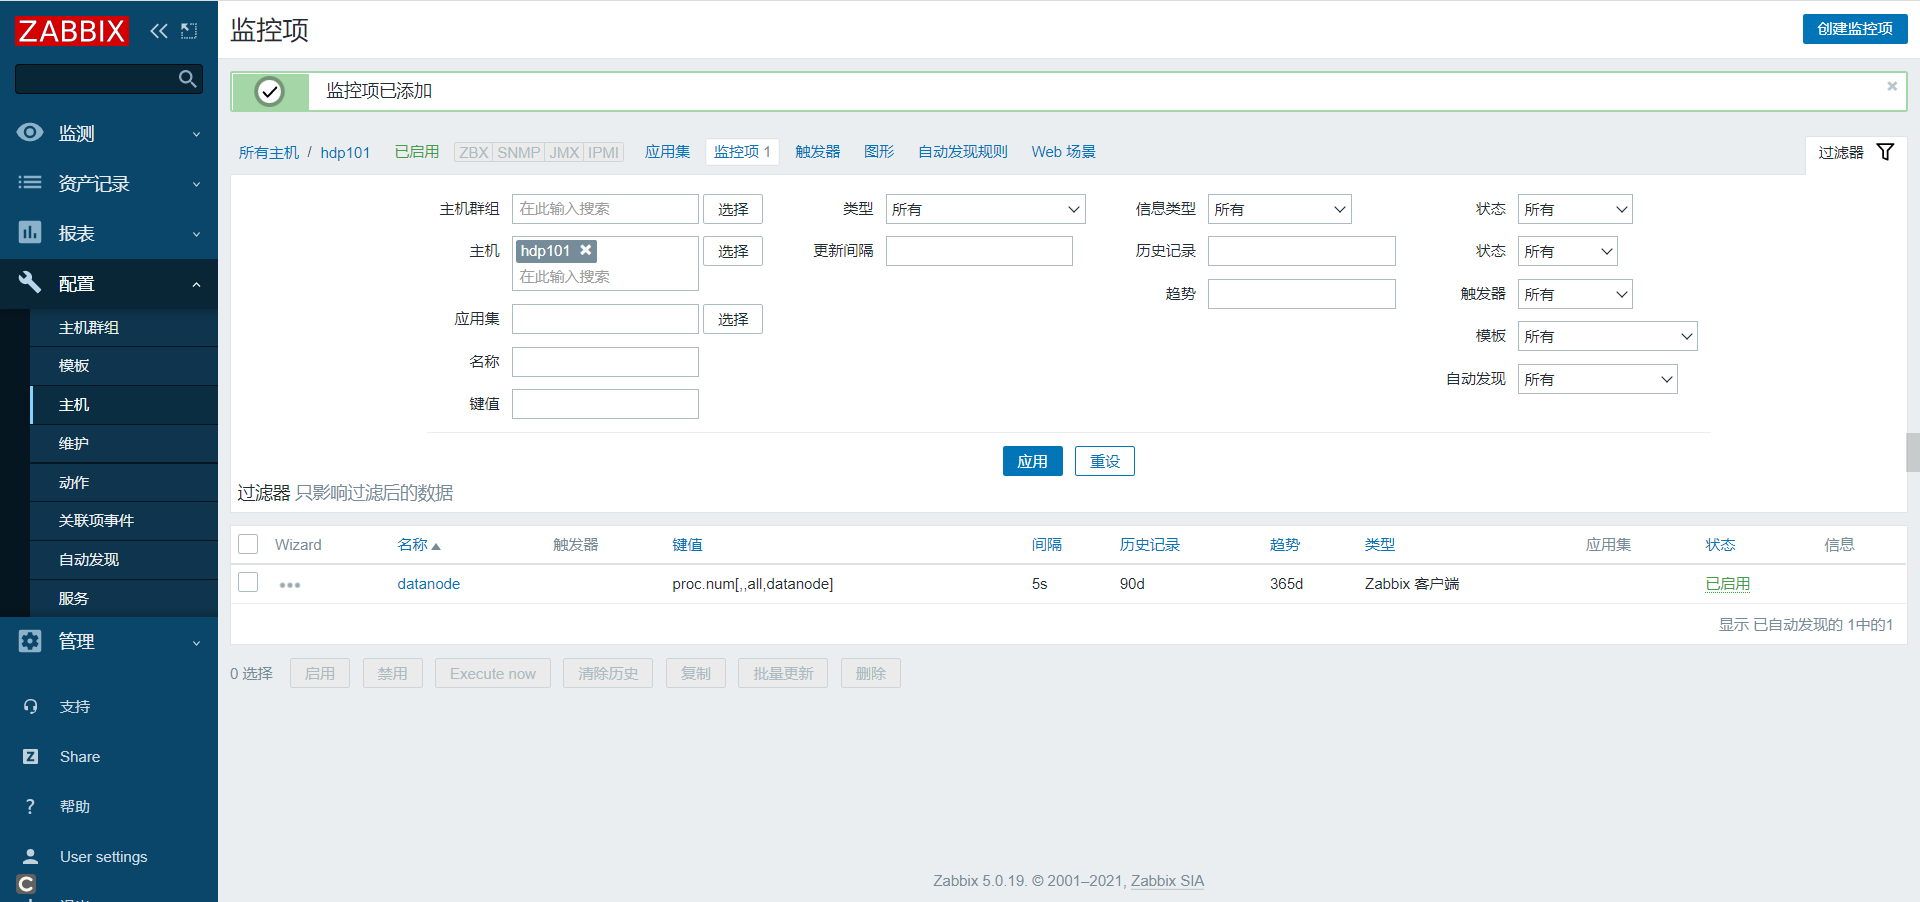 ZABBIX
监测
资产记录
报表
配置
主机群组
模板
主机
维护
动作
关联项事件
自动发现
服务
管理
支持
Share
帮助
User settings
监控项
创建监控项
监控项已添加
所有主机 / hdp101 已启用 ZBX SNMP JMX IPMI 应用集 监控项 1 触发器 图形 自动发现规则 Web 场景 过滤器
主机群组 在此输入搜索 选择 类型 所有 信息类型 所有 状态 所有
主机 hdp101 选择 更新间隔 历史记录 状态 所有
在此输入搜索
趋势 触发器 所有
应用集 选择
模板 所有
名称
自动发现 所有
键值
应用 重设
过滤器 只影响过滤后的数据
Wizard 名称 触发器 键值 间隔 历史记录 趋势 类型 应用集 状态 信息
datanode proc.num[,,all,datanode] 5s 90d 365d Zabbix 客户端 已启用
显示 已自动发现的 1中的1
0 选择 启用 禁用 Execute now 清除历史 复制 批量更新 删除
Zabbix 5.0.19. © 2001–2021, Zabbix SIA